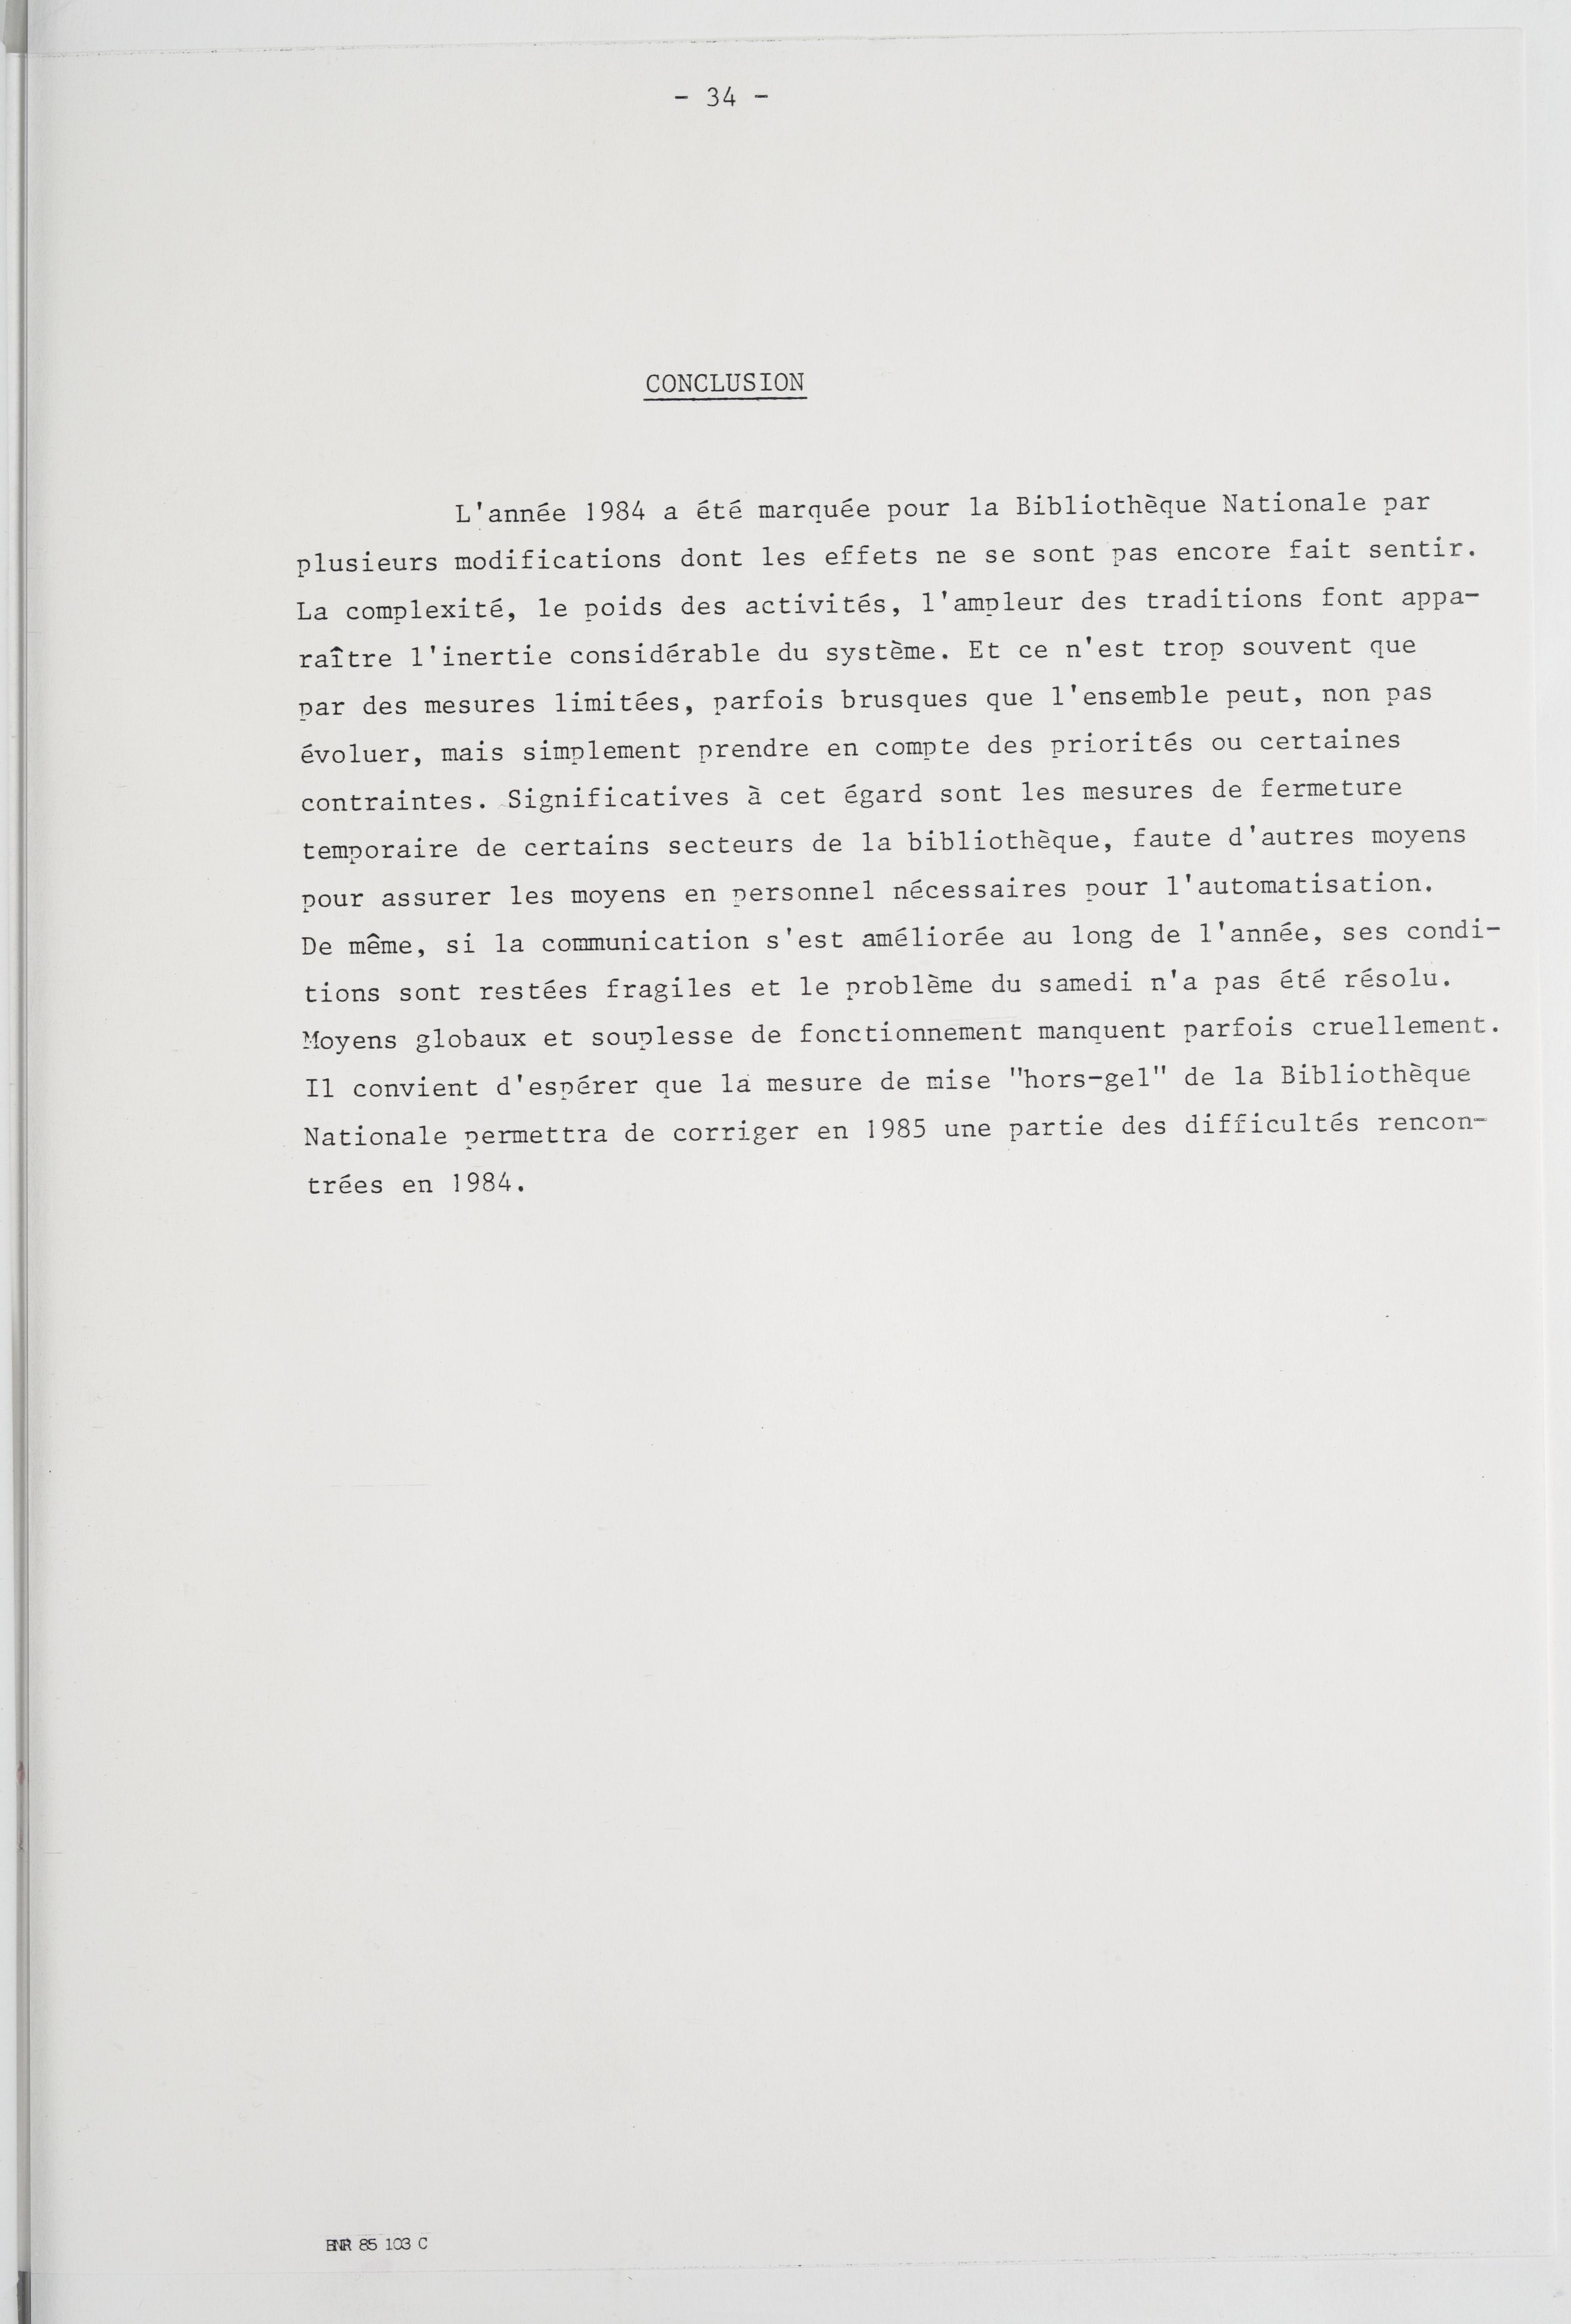 - 34 -
CONCLUSION
L'année 1984 a été marquée pour la Bibliothèque Nationale par
plusieurs modifications dont les effets ne se sont pas encore fait sentir.
La complexité, le poids des activités, l'ampleur des traditions font appa-
raître l'inertie considérable du système. Et ce n'est trop souvent que
par des mesures limitées, parfois brusques que l'ensemble peut, non pas
évoluer, mais simplement prendre en compte des priorités ou certaines
contraintes. Significatives à cet égard sont les mesures de fermeture
temporaire de certains secteurs de la bibliothèque, faute d'autres moyens
pour assurer les moyens en personnel nécessaires pour l'automatisation.
De même, si la communication s'est améliorée au long de l'année, ses condi-
tions sont restées fragiles et le problème du samedi n'a pas été résolu.
Moyens globaux et souplesse de fonctionnement manquent parfois cruellement.
Il convient d'espérer que la mesure de mise "hors-gel" de la Bibliothèque
Nationale permettra de corriger en 1985 une partie des difficultés rencon-
trées en 1984.
BNR 85 103 C